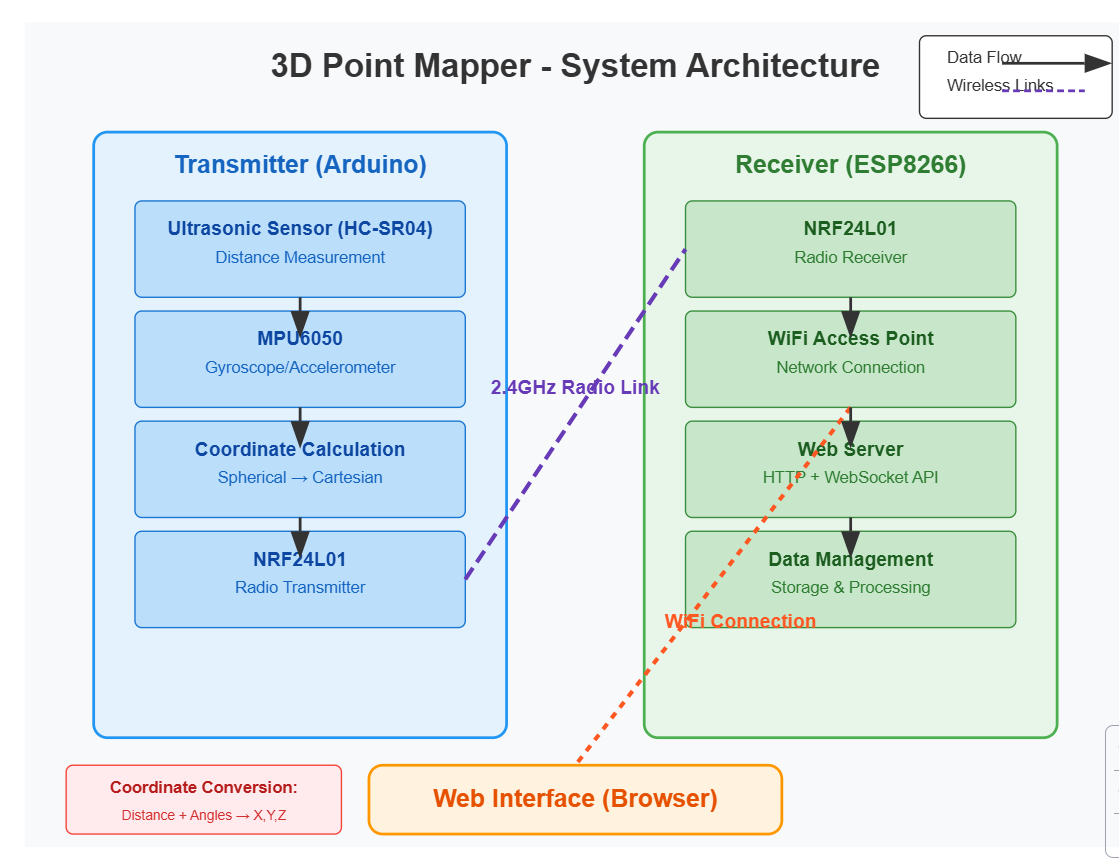 3D Point Mapper - System Architecture
Data Flow
Wireless Links
Transmitter (Arduino)
Ultrasonic Sensor (HC-SR04)
Distance Measurement
MPU6050
Gyroscope/Accelerometer
Coordinate Calculation
Spherical → Cartesian
NRF24L01
Radio Transmitter
2.4GHz Radio Link
Receiver (ESP8266)
NRF24L01
Radio Receiver
WiFi Access Point
Network Connection
Web Server
HTTP + WebSocket API
Data Management
Storage & Processing
WiFi Connection
Coordinate Conversion:
Distance + Angles → X,Y,Z
Web Interface (Browser)